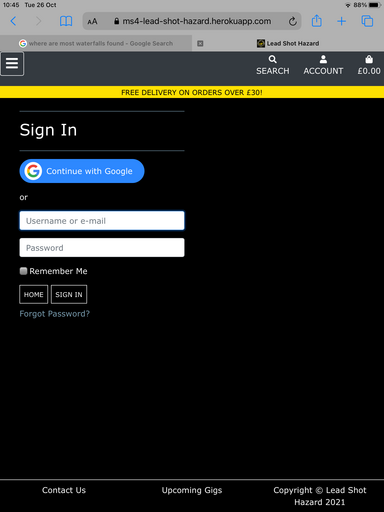 10:45 Tue 26 Oct 88%
AA ms4-lead-shot-hazard.herokuapp.com
where are most waterfalls found - Google Search
Lead Shot Hazard
SEARCH ACCOUNT £0.00
FREE DELIVERY ON ORDERS OVER £30!
Sign In
Continue with Google
or
Username or e-mail
Password
Remember Me
HOME SIGN IN
Forgot Password?
Contact Us Upcoming Gigs Copyright © Lead Shot
Hazard 2021